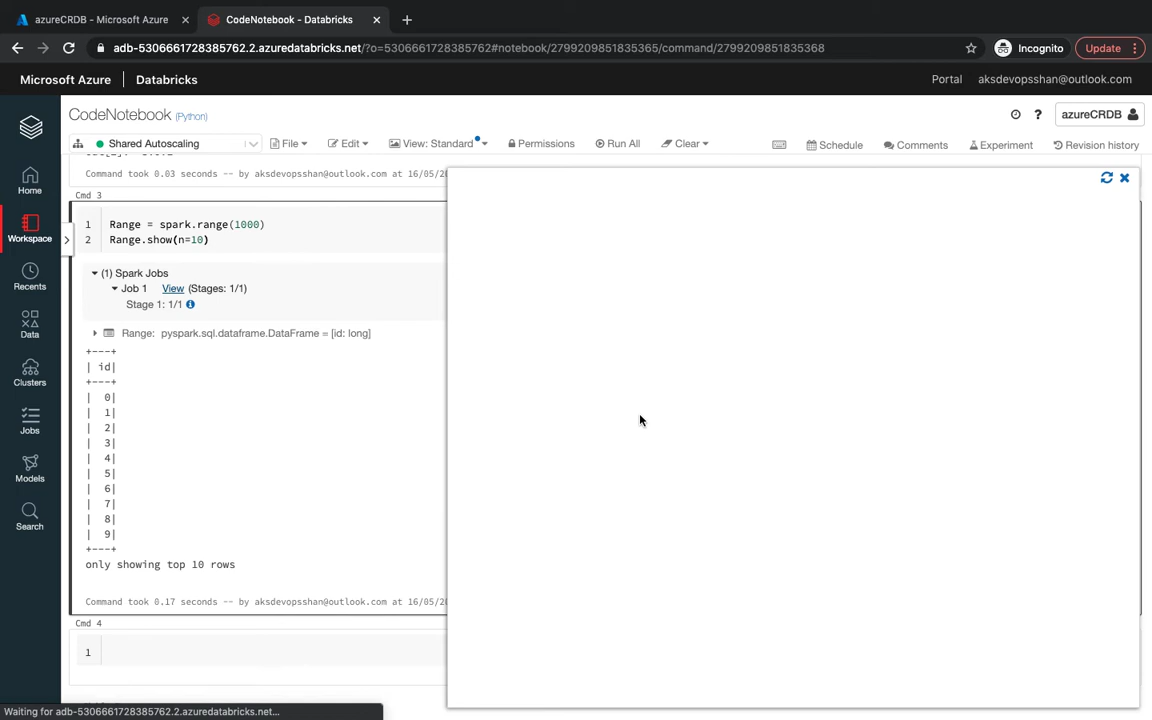 azureCRDB - Microsoft Azure
CodeNotebook - Databricks
adb-5306661728385762.2.azuredatabricks.net/?o=5306661728385762#notebook/2799209851835365/command/2799209851835368
Incognito
Update
Microsoft Azure
Databricks
Portal
aksdevopsshan@outlook.com
CodeNotebook (Python)
azureCRDB
Shared Autoscaling
File
Edit
View: Standard
Permissions
Run All
Clear
Schedule
Comments
Experiment
Revision history
Command took 0.03 seconds -- by aksdevopsshan@outlook.com at 16/05/20
Cmd 3
1 Range = spark.range(1000)
2 Range.show(n=10)
(1) Spark Jobs
Job 1 View (Stages: 1/1)
Stage 1: 1/1
Range: pyspark.sql.dataframe.DataFrame = [id: long]
+---+
| id|
+---+
| 0|
| 1|
| 2|
| 3|
| 4|
| 5|
| 6|
| 7|
| 8|
| 9|
+---+
only showing top 10 rows
Command took 0.17 seconds -- by aksdevopsshan@outlook.com at 16/05/20
Cmd 4
1
Home
Workspace
Recents
Data
Clusters
Jobs
Models
Search
Waiting for adb-5306661728385762.2.azuredatabricks.net...